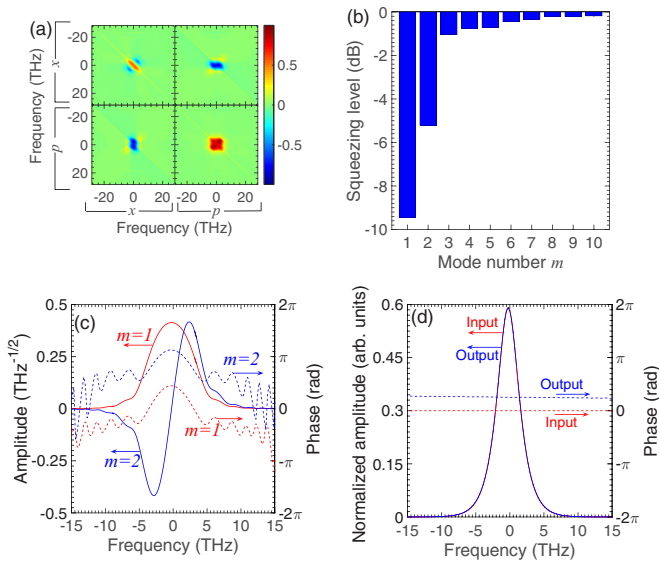 (a)
Frequency (THz)
p x
20
0
-20
20
0
-20
-20 0 20 -20 0 20
x p
Frequency (THz)
0.5
0
-0.5
(b)
Squeezing level (dB)
0
-2
-4
-6
-8
-10
1 2 3 4 5 6 7 8 9 10
Mode number m
(c)
Amplitude (THz-1/2)
0.5
0.25
0
-0.25
-0.5
m=1
m=2
m=1
m=2
2π
π
0
-π
-2π
Phase (rad)
-15 -10 -5 0 5 10 15
Frequency (THz)
(d)
Normalized amplitude (arb. units)
0.6
0.45
0.3
0.15
0
Input
Output
Output
Input
2π
π
0
-π
-2π
Phase (rad)
-15 -10 -5 0 5 10 15
Frequency (THz)